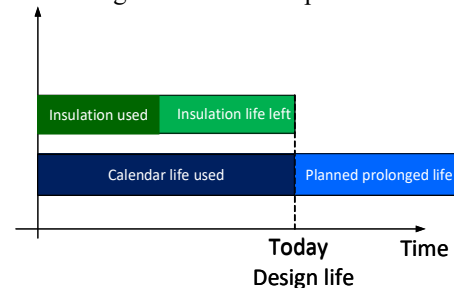 Insulation used
Insulation life left
Calendar life used
Planned prolonged life
Today
Time
Design life